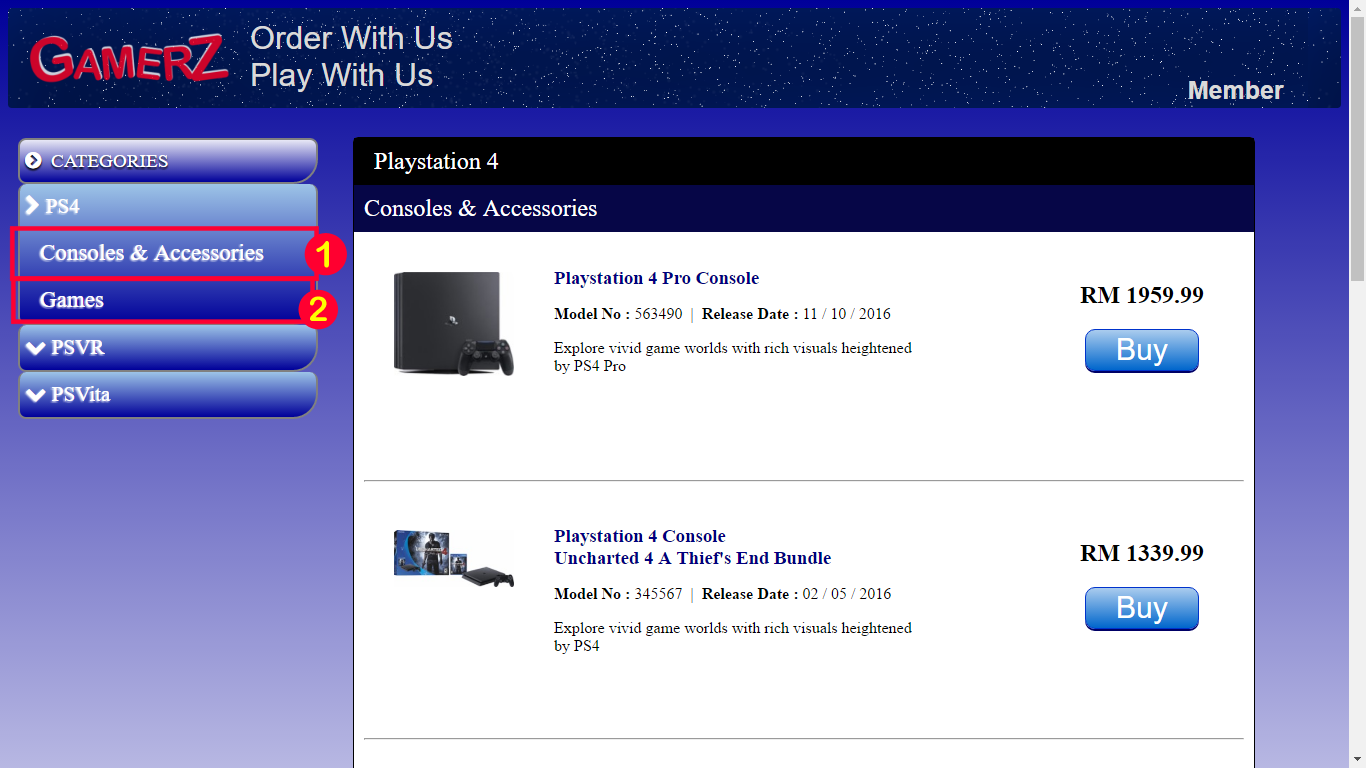 GAMERZ
Order With Us
Play With Us
Member
CATEGORIES
PS4
Consoles & Accessories
1
Games
2
PSVR
PSVita
Playstation 4
Consoles & Accessories
Playstation 4 Pro Console
Model No : 563490 | Release Date : 11 / 10 / 2016
Explore vivid game worlds with rich visuals heightened
by PS4 Pro
RM 1959.99
Buy
Playstation 4 Console
Uncharted 4 A Thief's End Bundle
Model No : 345567 | Release Date : 02 / 05 / 2016
Explore vivid game worlds with rich visuals heightened
by PS4
RM 1339.99
Buy